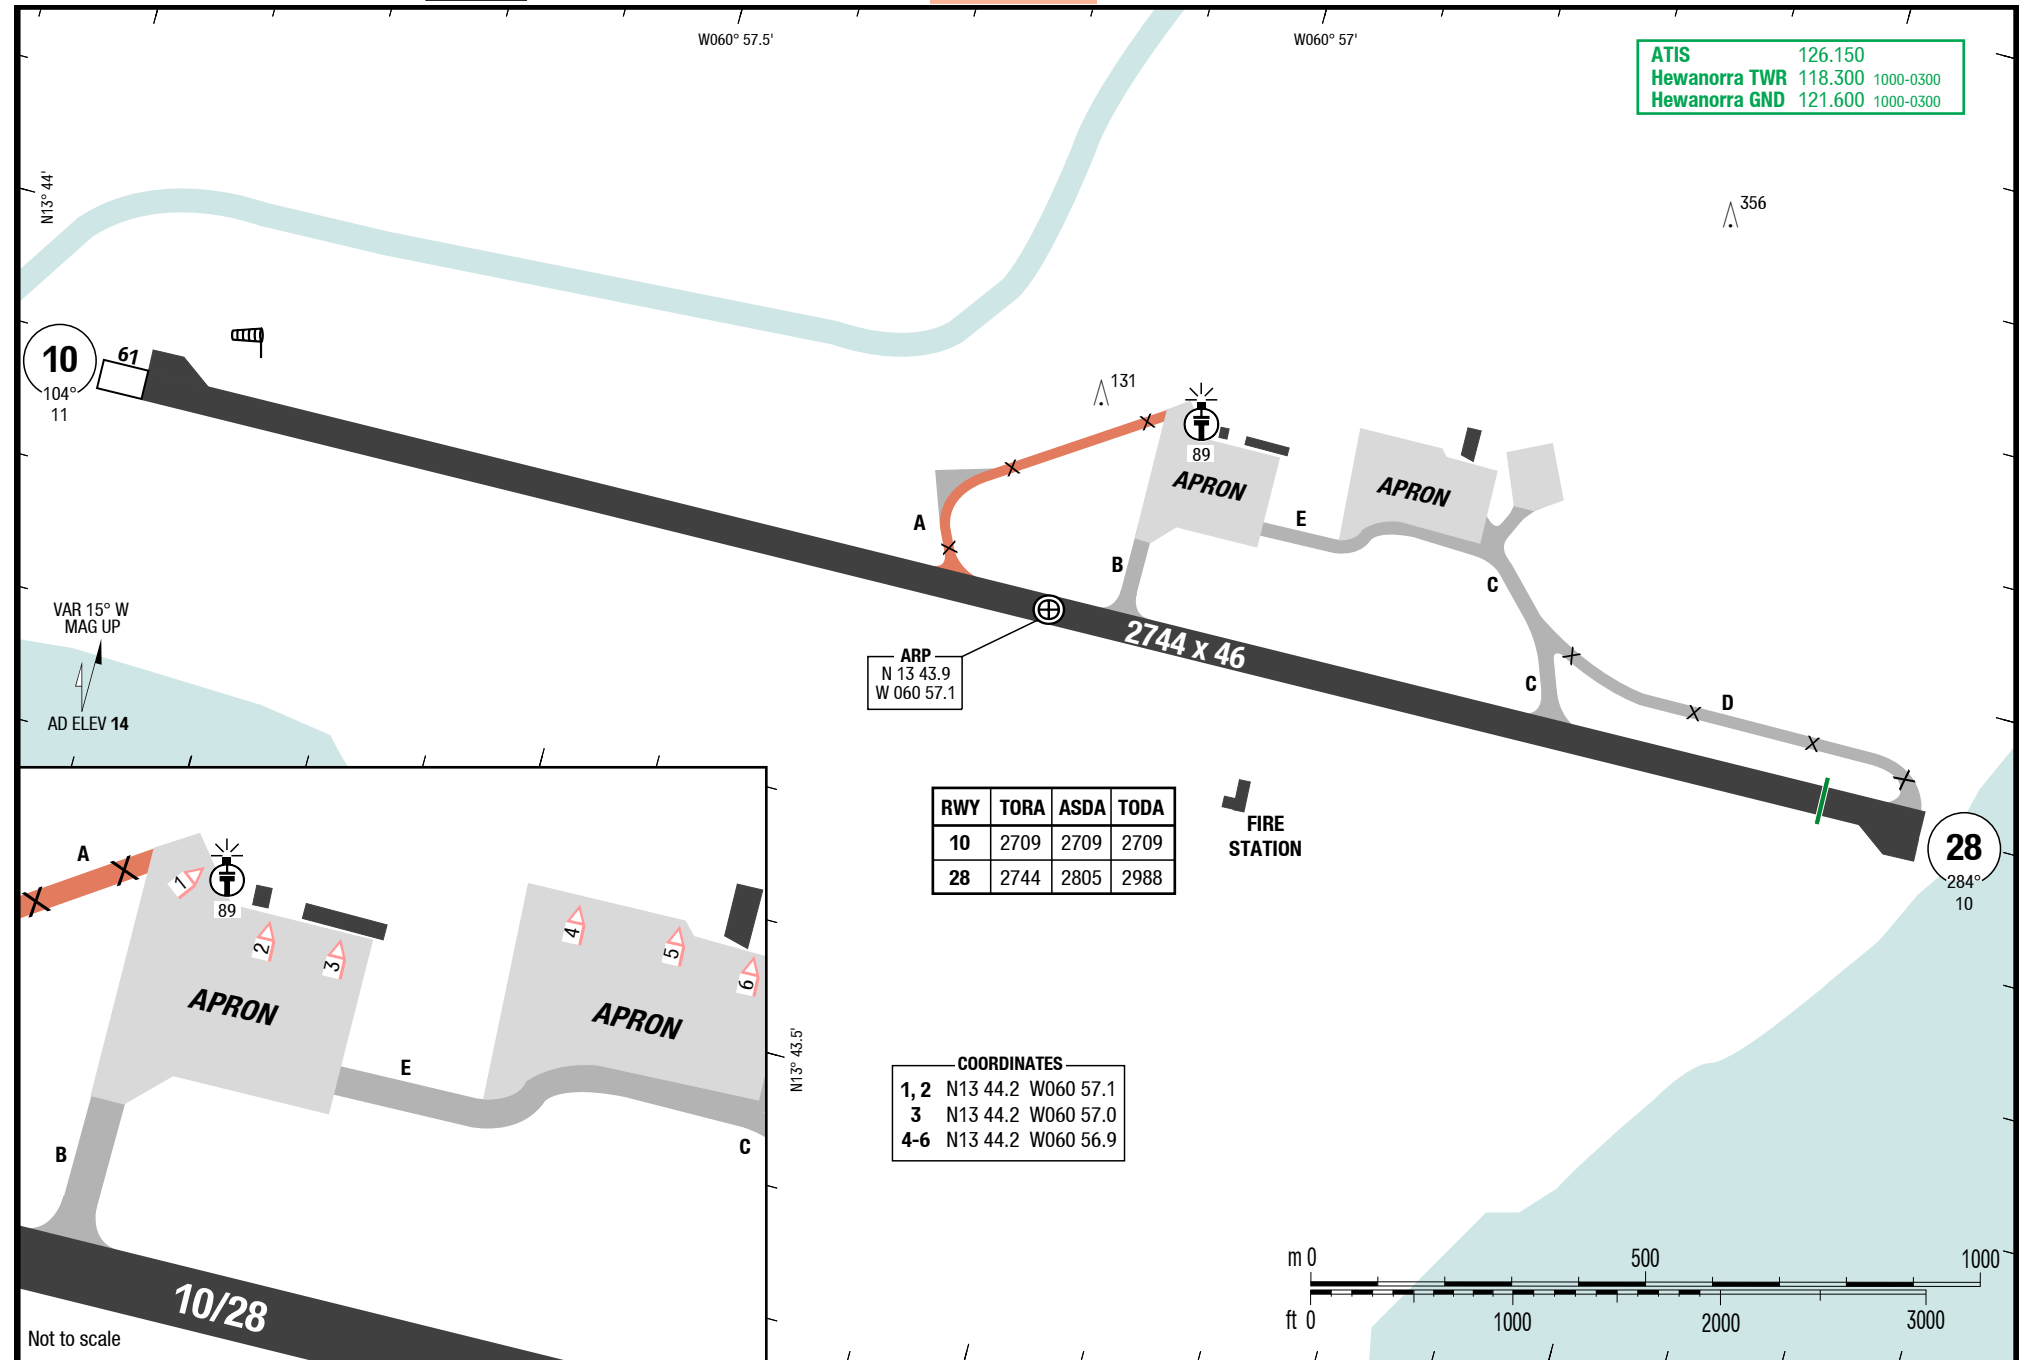 W060° 57.5'
W060° 57'
ATIS 126.150
Hewanorra TWR 118.300 1000-0300
Hewanorra GND 121.600 1000-0300
N13° 44'
356
10
104°
11
61
131
89
APRON
APRON
A
E
B
C
C
D
VAR 15° W
MAG UP
AD ELEV 14
ARP
N 13 43.9
W 060 57.1
2744 x 46
RWY TORA ASDA TODA
10 2709 2709 2709
28 2744 2805 2988
FIRE
STATION
28
284°
10
A
1
89
2
3
4
5
6
APRON
APRON
E
B
C
10/28
Not to scale
N13° 43.5'
COORDINATES
1, 2 N13 44.2 W060 57.1
3 N13 44.2 W060 57.0
4-6 N13 44.2 W060 56.9
m 0 500 1000
ft 0 1000 2000 3000